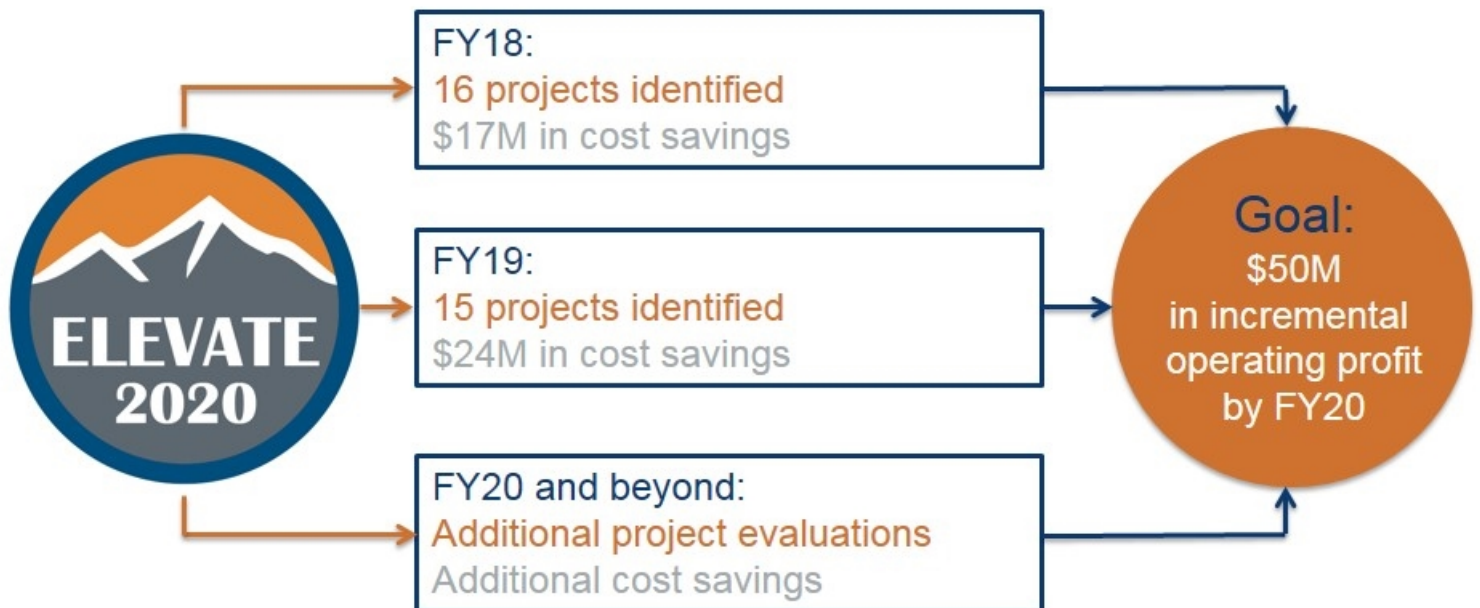 ELEVATE
2020
FY18:
16 projects identified
$17M in cost savings
FY19:
15 projects identified
$24M in cost savings
FY20 and beyond:
Additional project evaluations
Additional cost savings
Goal:
$50M
in incremental
operating profit
by FY20